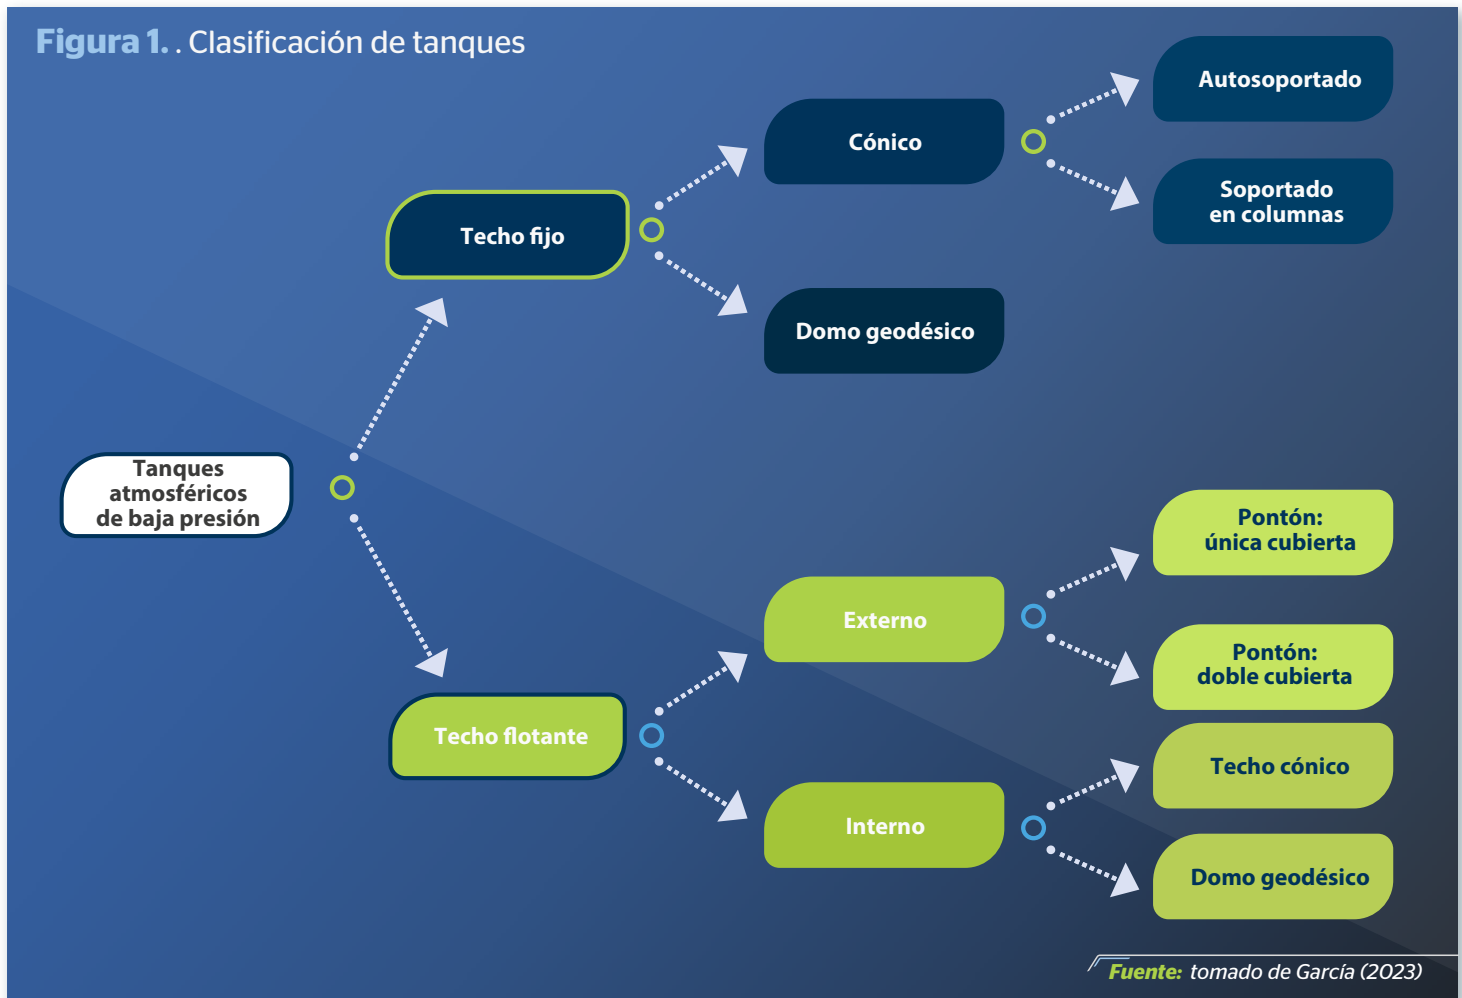 Figura 1. . Clasificación de tanques
Tanques
atmosféricos
de baja presión
Techo fijo
Cónico
Autosoportado
Soportado
en columnas
Domo geodésico
Techo flotante
Externo
Pontón:
única cubierta
Pontón:
doble cubierta
Interno
Techo cónico
Domo geodésico
Fuente: tomado de García (2023)